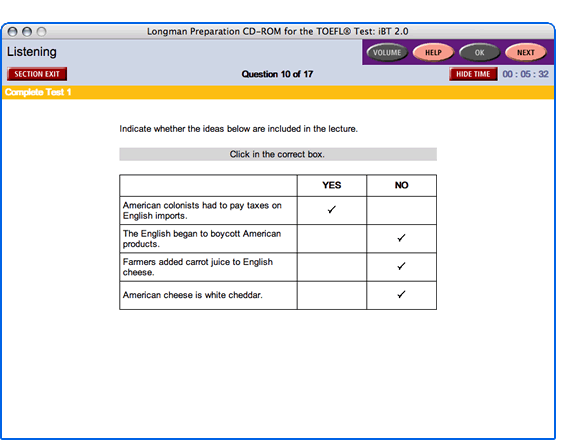 Longman Preparation CD-ROM for the TOEFL® Test: iBT 2.0
Listening
VOLUME HELP OK NEXT
SECTION EXIT Question 10 of 17 HIDE TIME 00 : 05 : 32
Complete Test 1
Indicate whether the ideas below are included in the lecture.
Click in the correct box.
YES NO
American colonists had to pay taxes on
English imports. ✓
The English began to boycott American
products. ✓
Farmers added carrot juice to English
cheese. ✓
American cheese is white cheddar. ✓